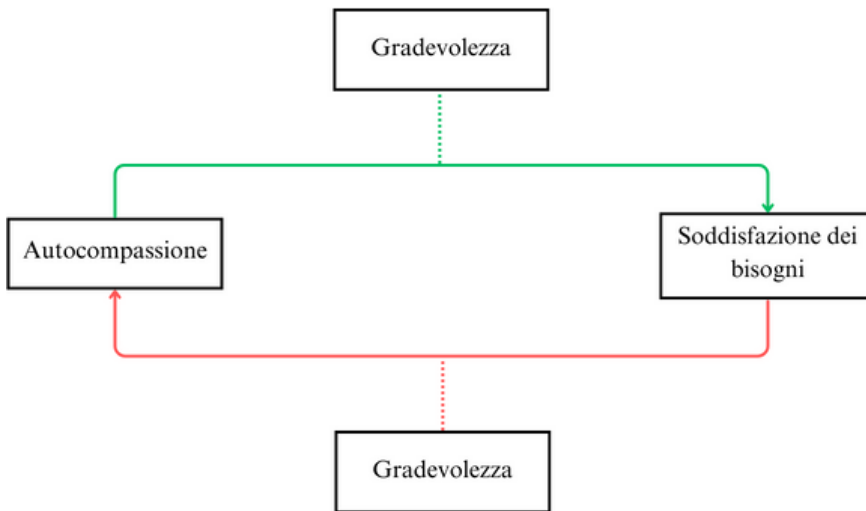 Gradevolezza
Autocompassione
Soddisfazione dei
bisogni
Gradevolezza